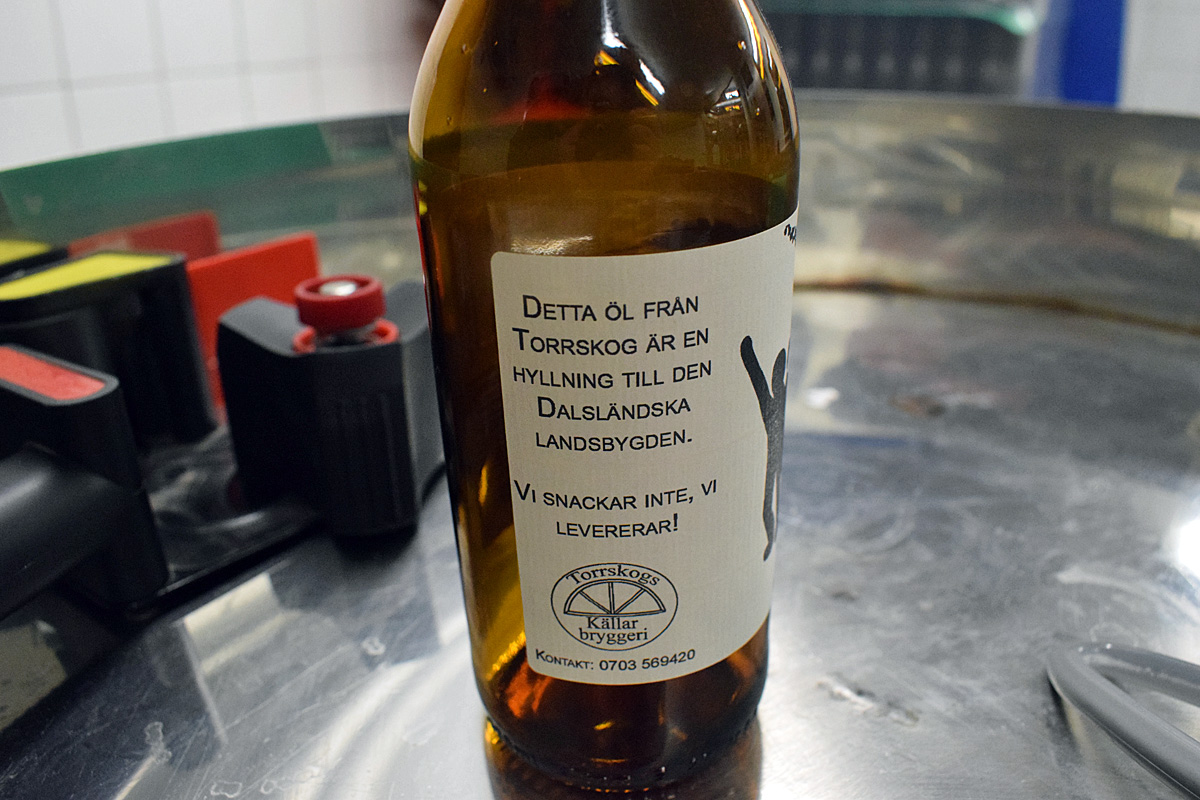 DETTA ÖL FRÅN
TORRSKOG ÄR EN
HYLLNING TILL DEN
DALSLÄNDSKA
LANDSBYGDEN.
VI SNACKAR INTE, VI
LEVERERAR!
Torrskogs
Källar
bryggeri
KONTAKT: 0703 569420